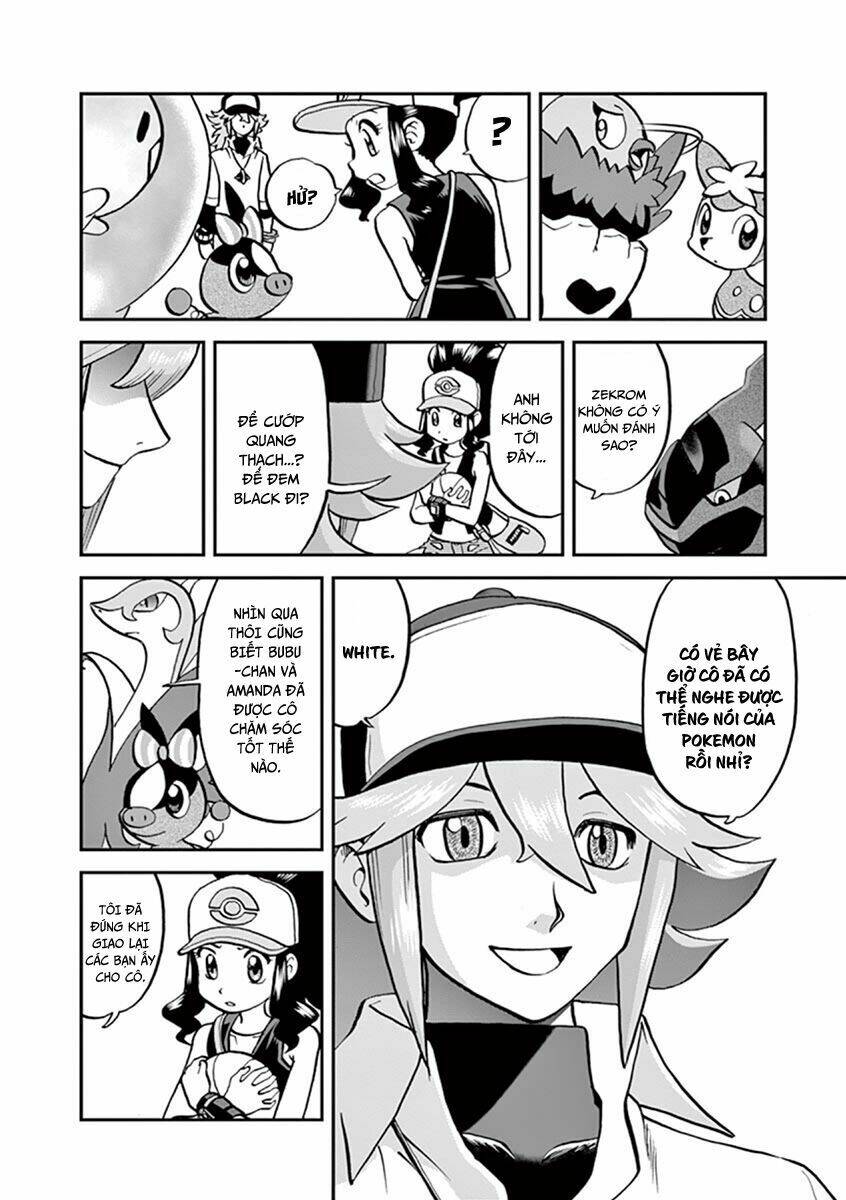 ?
HỬ?
ZEKROM
KHÔNG CÓ Ý
MUỐN ĐÁNH
SAO?
ANH
KHÔNG
TỚI
ĐÂY...
ĐỂ CƯỚP
QUANG
THẠCH...?
ĐỂ ĐEM
BLACK ĐI?
CÓ VẺ BÂY
GIỜ CÔ ĐÃ CÓ
THỂ NGHE ĐƯỢC
TIẾNG NÓI CỦA
POKEMON
RỒI NHỈ?
WHITE.
NHÌN QUA
THÔI CŨNG
BIẾT BUBU
-CHAN VÀ
AMANDA ĐÃ
ĐƯỢC CÔ
CHĂM SÓC
TỐT THẾ
NÀO.
TÔI ĐÃ
ĐÚNG KHI
GIAO LẠI
CÁC BẠN ẤY
CHO CÔ.